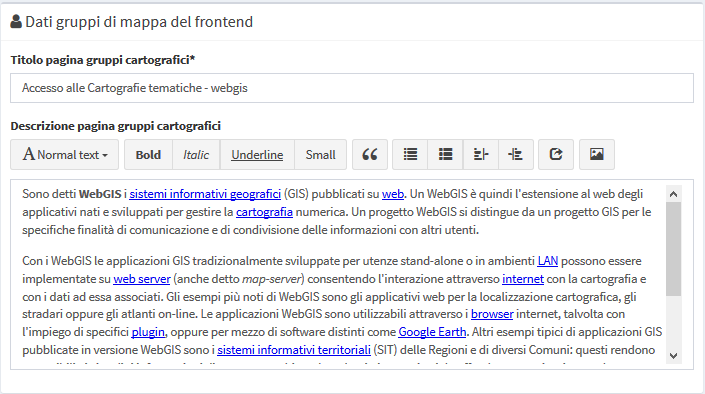 Dati gruppi di mappa del frontend
Titolo pagina gruppi cartografici*
Accesso alle Cartografie tematiche - webgis
Descrizione pagina gruppi cartografici
A Normal text Bold Italic Underline Small
Sono detti WebGIS i sistemi informativi geografici (GIS) pubblicati su web. Un WebGIS è quindi l'estensione al web degli
applicativi nati e sviluppati per gestire la cartografia numerica. Un progetto WebGIS si distingue da un progetto GIS per le
specifiche finalità di comunicazione e di condivisione delle informazioni con altri utenti.
Con i WebGIS le applicazioni GIS tradizionalmente sviluppate per utenze stand-alone o in ambienti LAN possono essere
implementate su web server (anche detto map-server) consentendo l'interazione attraverso internet con la cartografia e
con i dati ad essa associati. Gli esempi più noti di WebGIS sono gli applicativi web per la localizzazione cartografica, gli
stradari oppure gli atlanti on-line. Le applicazioni WebGIS sono utilizzabili attraverso i browser internet, talvolta con
l'impiego di specifici plugin, oppure per mezzo di software distinti come Google Earth. Altri esempi tipici di applicazioni GIS
pubblicate in versione WebGIS sono i sistemi informativi territoriali (SIT) delle Regioni e di diversi Comuni: questi rendono